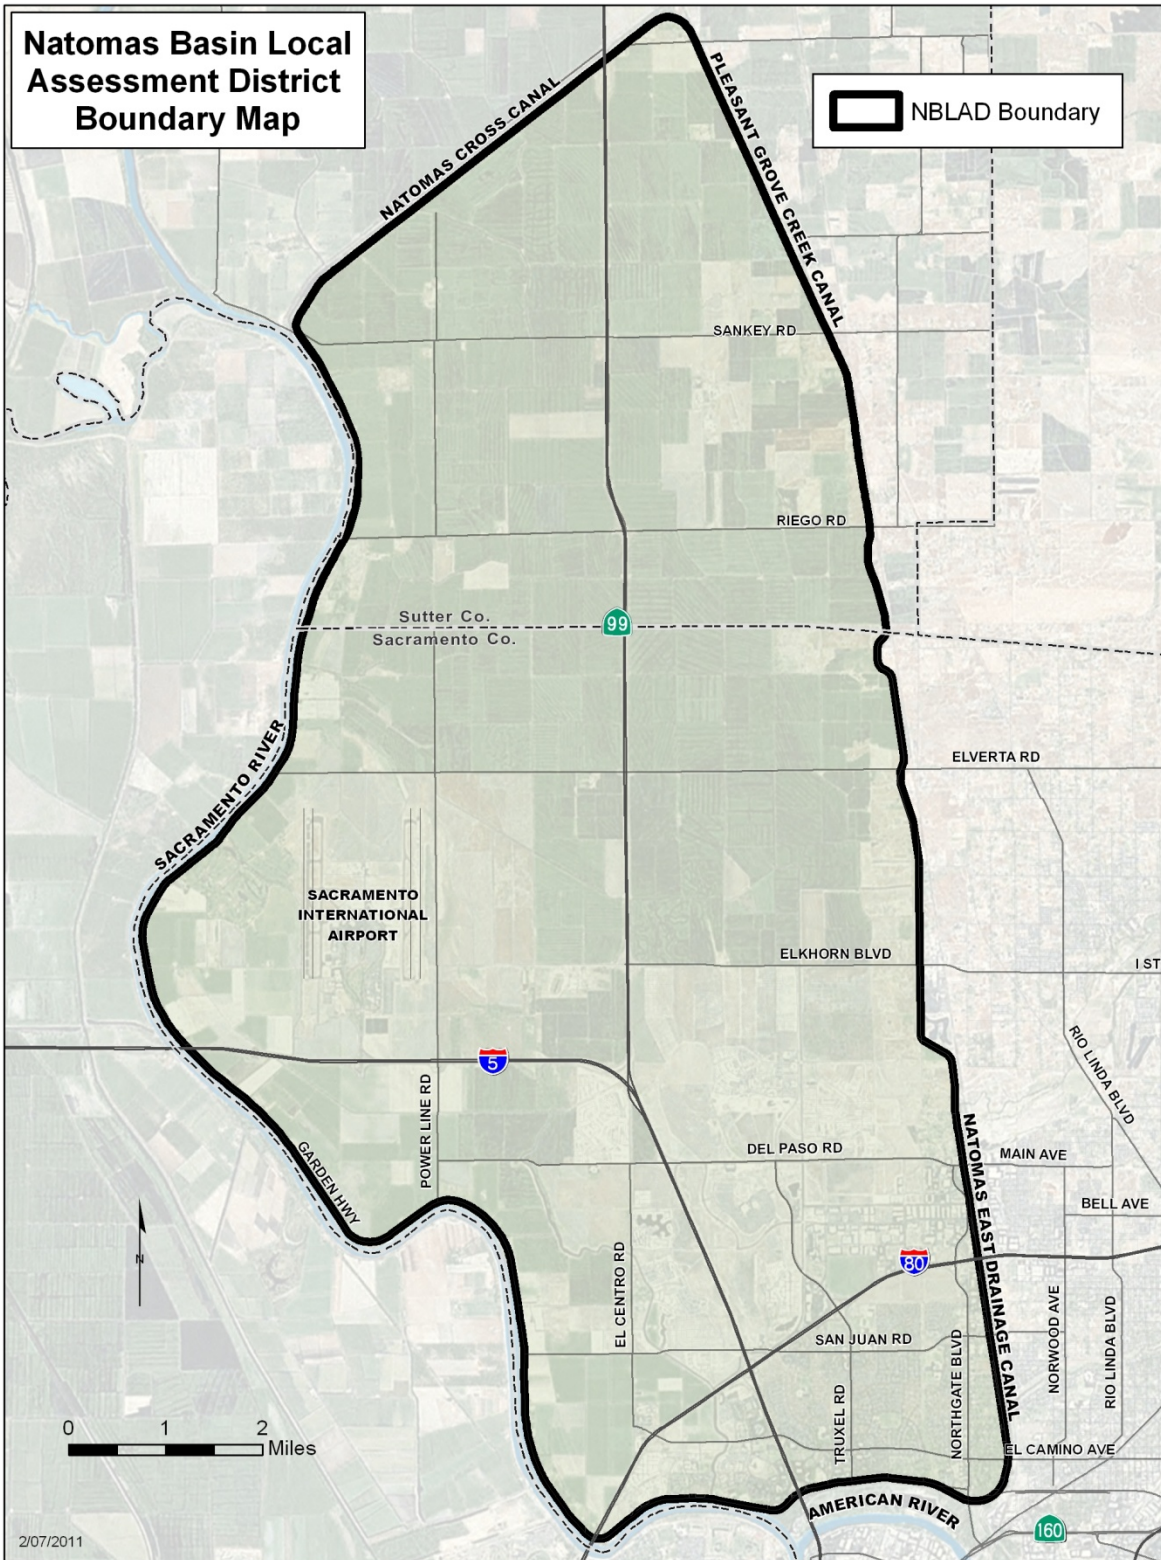 Natomas Basin Local
Assessment District
Boundary Map
NBLAD Boundary
NATOMAS CROSS CANAL
PLEASANT GROVE CREEK CANAL
SANKEY RD
RIEGO RD
Sutter Co.
Sacramento Co.
99
SACRAMENTO RIVER
ELVERTA RD
SACRAMENTO
INTERNATIONAL
AIRPORT
ELKHORN BLVD
I ST
RIO LINDA BLVD
5
POWER LINE RD
GARDEN HWY
DEL PASO RD
MAIN AVE
BELL AVE
NATOMAS EAST DRAINAGE CANAL
N
EL CENTRO RD
80
SAN JUAN RD
NORTHGATE BLVD
NORWOOD AVE
RIO LINDA BLVD
TRUXEL RD
EL CAMINO AVE
0 1 2
Miles
AMERICAN RIVER
160
2/07/2011